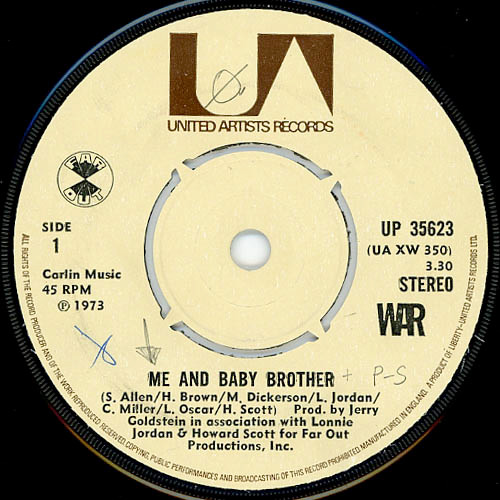 UA
UNITED ARTISTS RECORDS
FAR
OUT
SIDE
1
UP 35623
(UA XW 350)
3.30
STEREO
Carlin Music
45 RPM
℗ 1973
WAR
ME AND BABY BROTHER + P-S
(S. Allen/H. Brown/M. Dickerson/L. Jordan/
C. Miller/L. Oscar/H. Scott) Prod. by Jerry
Goldstein in association with Lonnie
Jordan & Howard Scott for Far Out
Productions, Inc.
ALL RIGHTS OF THE RECORD PRODUCER AND OF THE OWNER OF THE WORK REPRODUCED RESERVED. COPYING, PUBLIC PERFORMANCES AND BROADCASTING OF THIS RECORD PROHIBITED. MANUFACTURED IN ENGLAND. A PRODUCT OF LIBERTY-UNITED ARTISTS RECORDS LTD.